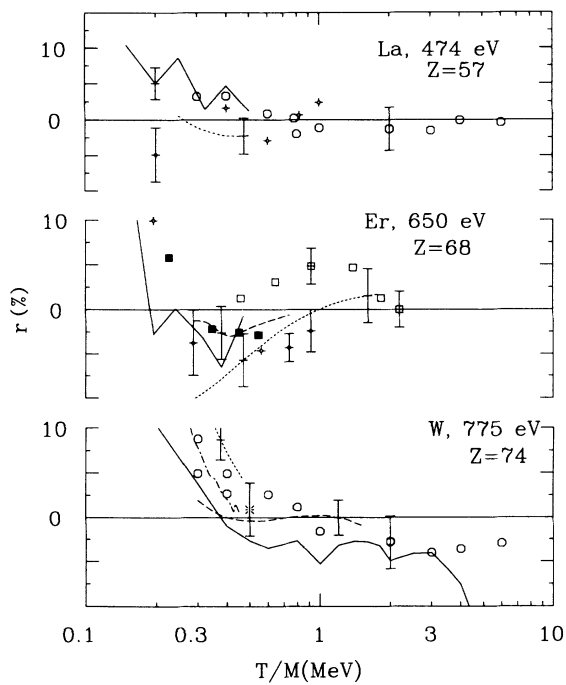 10
La, 474 eV
Z=57
0
10
Er, 650 eV
Z=68
0
r (%)
10
W, 775 eV
Z=74
0
0.1
0.3
1
3
10
T/M(MeV)